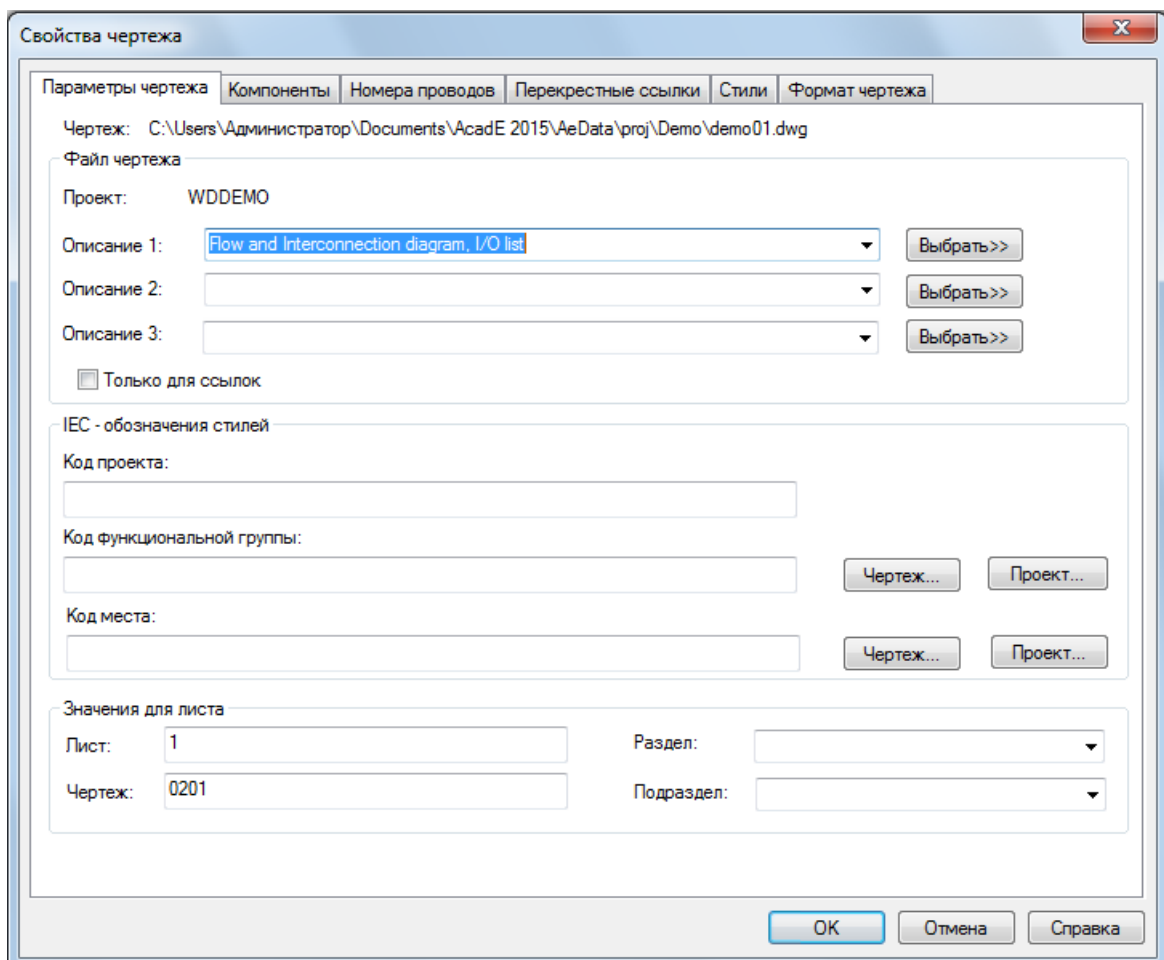 Свойства чертежа
Параметры чертежа Компоненты Номера проводов Перекрестные ссылки Стили Формат чертежа
Чертеж: C:\Users\Администратор\Documents\AcadE 2015\AeData\proj\Demo\demo01.dwg
Файл чертежа
Проект: WDDEMO
Описание 1: Flow and Interconnection diagram, I/O list Выбрать>>
Описание 2: Выбрать>>
Описание 3: Выбрать>>
Только для ссылок
IEC - обозначения стилей
Код проекта:
Код функциональной группы:
Чертеж... Проект...
Код места:
Чертеж... Проект...
Значения для листа
Лист: 1 Раздел:
Чертеж: 0201 Подраздел:
OK Отмена Справка